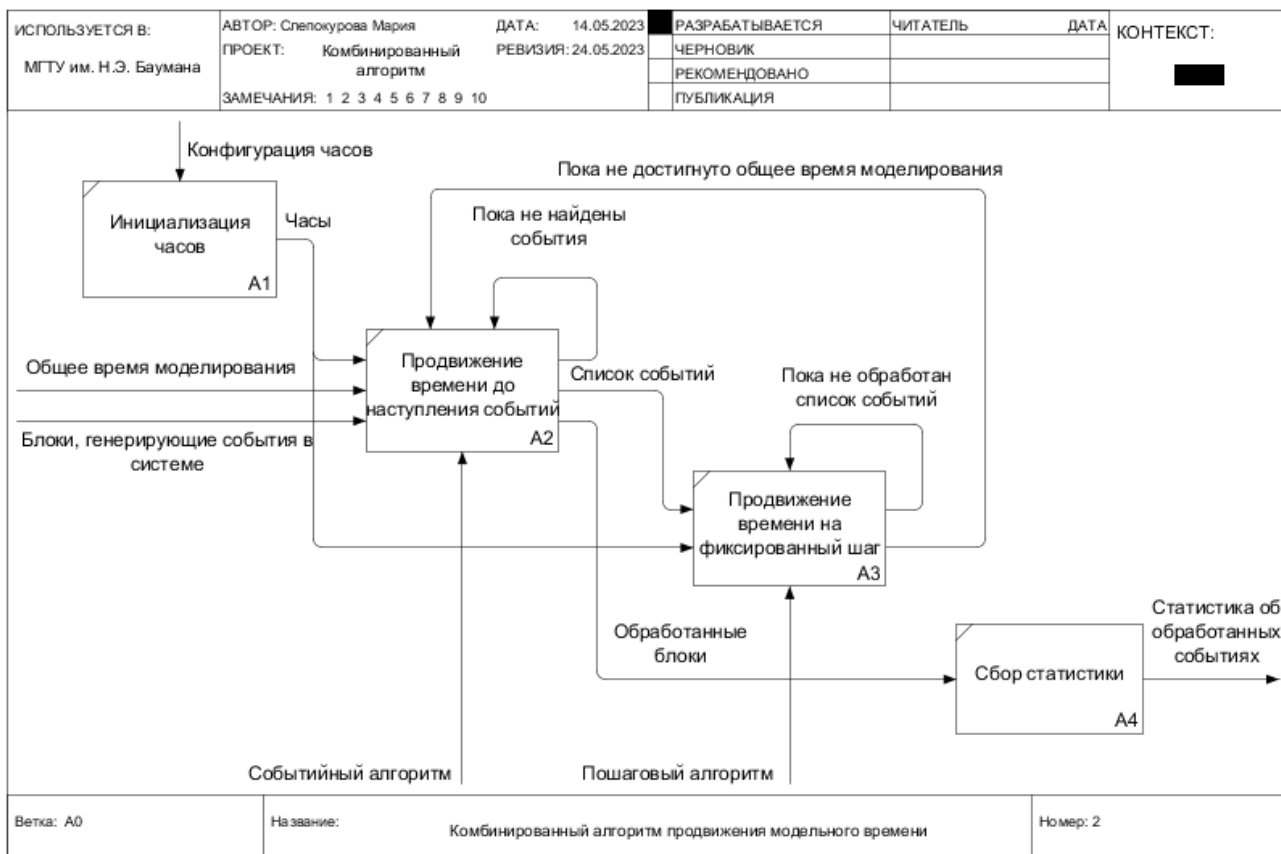 ИСПОЛЬЗУЕТСЯ В:
МГТУ им. Н.Э. Баумана
АВТОР: Слепокурова Мария
ДАТА: 14.05.2023
ПРОЕКТ: Комбинированный
алгоритм
РЕВИЗИЯ: 24.05.2023
ЗАМЕЧАНИЯ: 1 2 3 4 5 6 7 8 9 10
РАЗРАБАТЫВАЕТСЯ
ЧЕРНОВИК
РЕКОМЕНДОВАНО
ПУБЛИКАЦИЯ
ЧИТАТЕЛЬ
ДАТА
КОНТЕКСТ:
Конфигурация часов
Инициализация
часов
A1
Часы
Пока не достигнуто общее время моделирования
Пока не найдены
события
Общее время моделирования
Блоки, генерирующие события в
системе
Продвижение
времени до
наступления событий
A2
Список событий
Пока не обработан
список событий
Продвижение
времени на
фиксированный шаг
A3
Обработанные
блоки
Сбор статистики
A4
Статистика об
обработанных
событиях
Событийный алгоритм
Пошаговый алгоритм
Ветка: A0
Название:
Комбинированный алгоритм продвижения модельного времени
Номер: 2